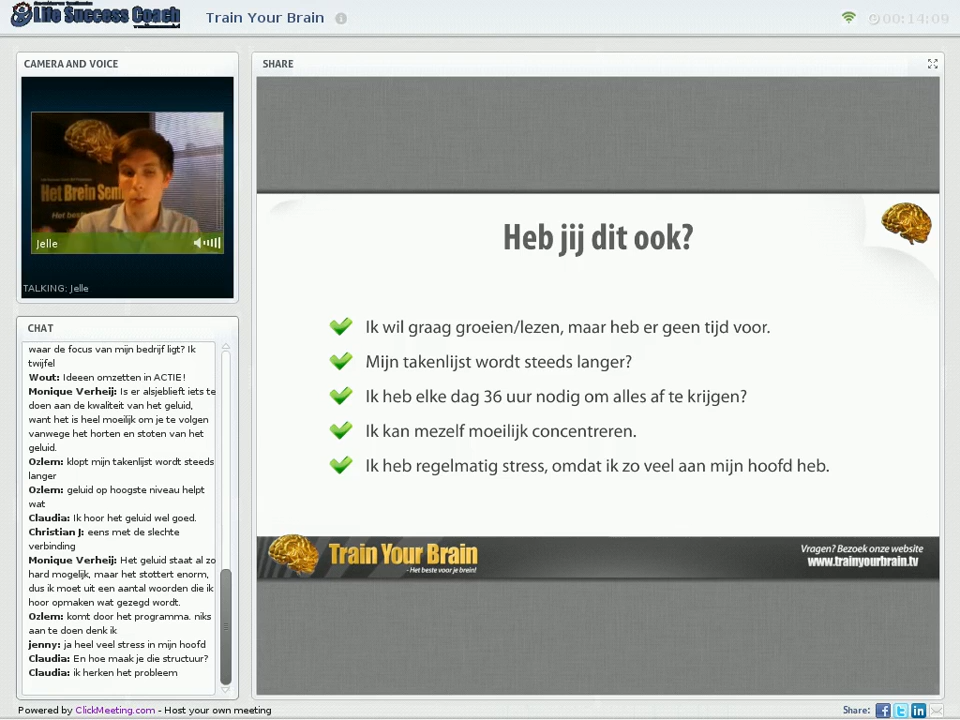 Life Success Coach
Train Your Brain
00:14:09
CAMERA AND VOICE
Het Brein Sem
Het beste
Jelle
TALKING: Jelle
CHAT
waar de focus van mijn bedrijf ligt? Ik
twijfel
Wout: Ideeen omzetten in ACTIE!
Monique Verheij: Is er alsjeblieft iets te
doen aan de kwaliteit van het geluid,
want het is heel moeilijk om je te volgen
vanwege het horten en stoten van het
geluid.
Ozlem: klopt mijn takenlijst wordt steeds
langer
Ozlem: geluid op hoogste niveau helpt
wat
Claudia: Ik hoor het geluid wel goed.
Christian J: eens met de slechte
verbinding
Monique Verheij: Het geluid staat al zo
hard mogelijk, maar het stottert enorm,
dus ik moet uit een aantal woorden die ik
hoor opmaken wat gezegd wordt.
Ozlem: komt door het programma. niks
aan te doen denk ik
jenny: ja heel veel stress in mijn hoofd
Claudia: En hoe maak je die structuur?
Claudia: ik herken het probleem
SHARE
Heb jij dit ook?
Ik wil graag groeien/lezen, maar heb er geen tijd voor.
Mijn takenlijst wordt steeds langer?
Ik heb elke dag 36 uur nodig om alles af te krijgen?
Ik kan mezelf moeilijk concentreren.
Ik heb regelmatig stress, omdat ik zo veel aan mijn hoofd heb.
Train Your Brain
- Het beste voor je brein!
Vragen? Bezoek onze website
www.trainyourbrain.tv
Powered by ClickMeeting.com - Host your own meeting
Share: